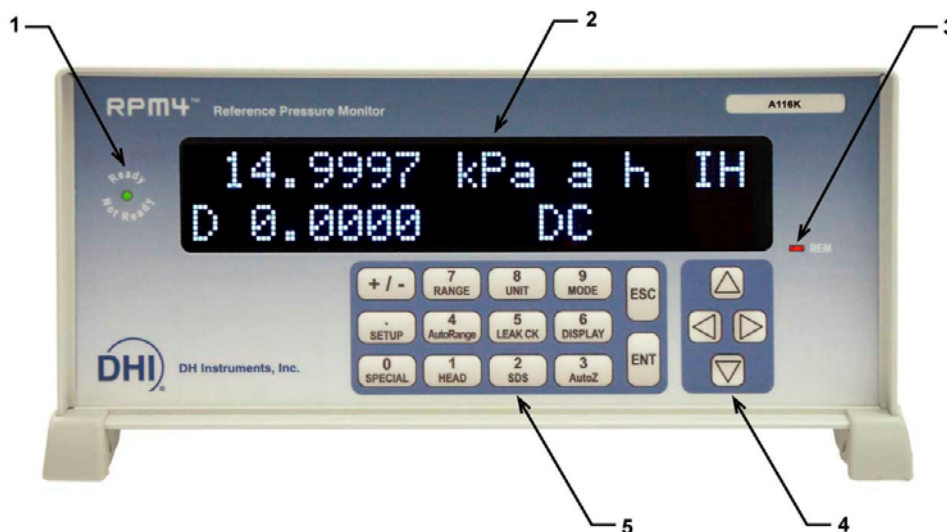 1
2
3
RPM4™ Reference Pressure Monitor
A116K
Ready
Not Ready
14.9997 kPa a h IH
D 0.0000 DC
REM
+ / - 7 8 9 ESC
RANGE UNIT MODE
. 4 5 6
SETUP AutoRange LEAK CK DISPLAY
0 1 2 3 ENT
SPECIAL HEAD SDS AutoZ
DHI® DH Instruments, Inc.
5
4